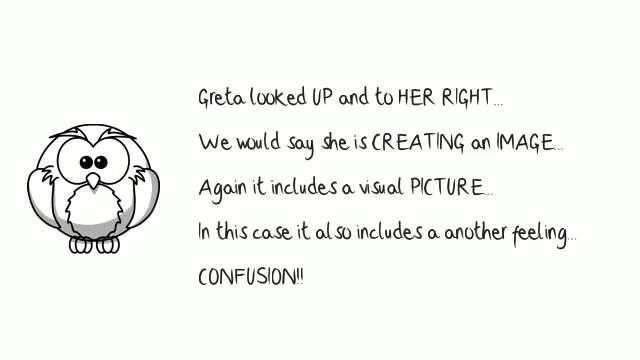 Greta looked UP and to HER RIGHT...
We would say she is CREATING an IMAGE...
Again it includes a visual PICTURE...
In this case it also includes a another feeling...
CONFUSION!!